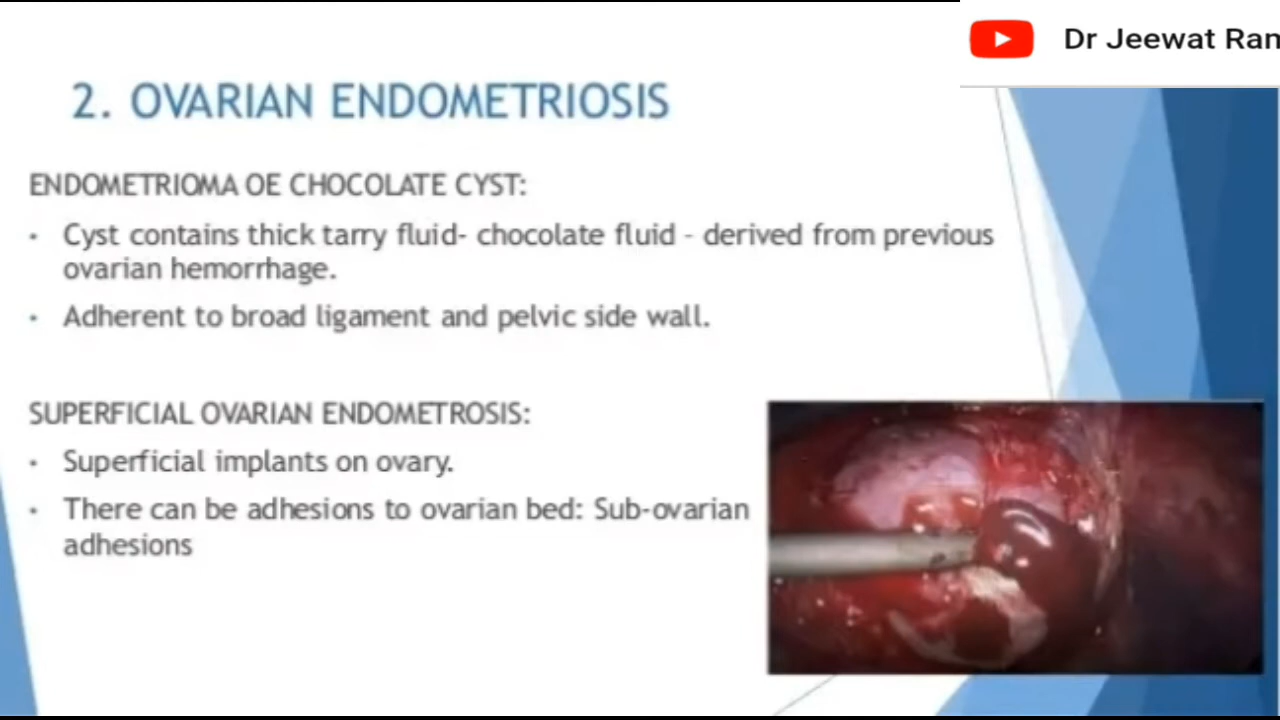 Dr Jeewat Ran
2. OVARIAN ENDOMETRIOSIS
ENDOMETRIOMA OE CHOCOLATE CYST:
• Cyst contains thick tarry fluid- chocolate fluid - derived from previous
ovarian hemorrhage.
• Adherent to broad ligament and pelvic side wall.
SUPERFICIAL OVARIAN ENDOMETROSIS:
• Superficial implants on ovary.
• There can be adhesions to ovarian bed: Sub-ovarian
adhesions